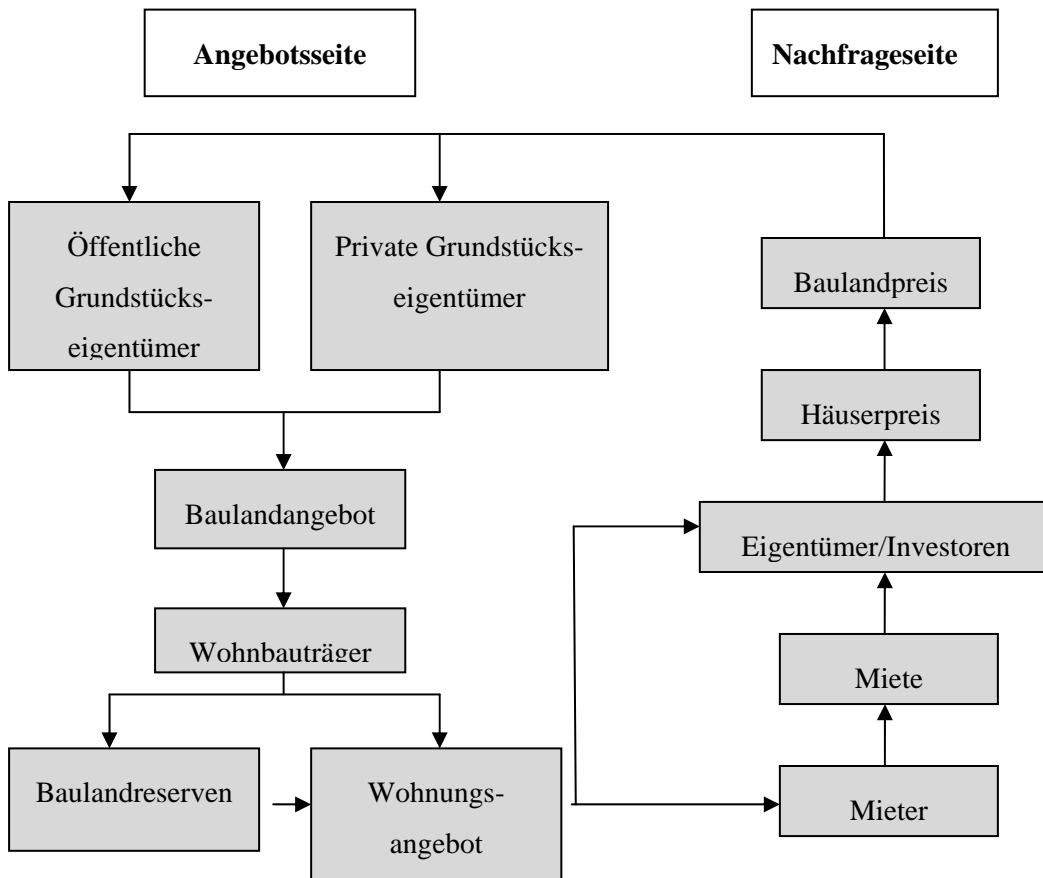 Angebotsseite
Nachfrageseite
Öffentliche
Grundstücks-
eigentümer
Private Grundstücks-
eigentümer
Baulandpreis
Häuserpreis
Baulandangebot
Eigentümer/Investoren
Wohnbauträger
Miete
Baulandreserven
Wohnungs-
angebot
Mieter